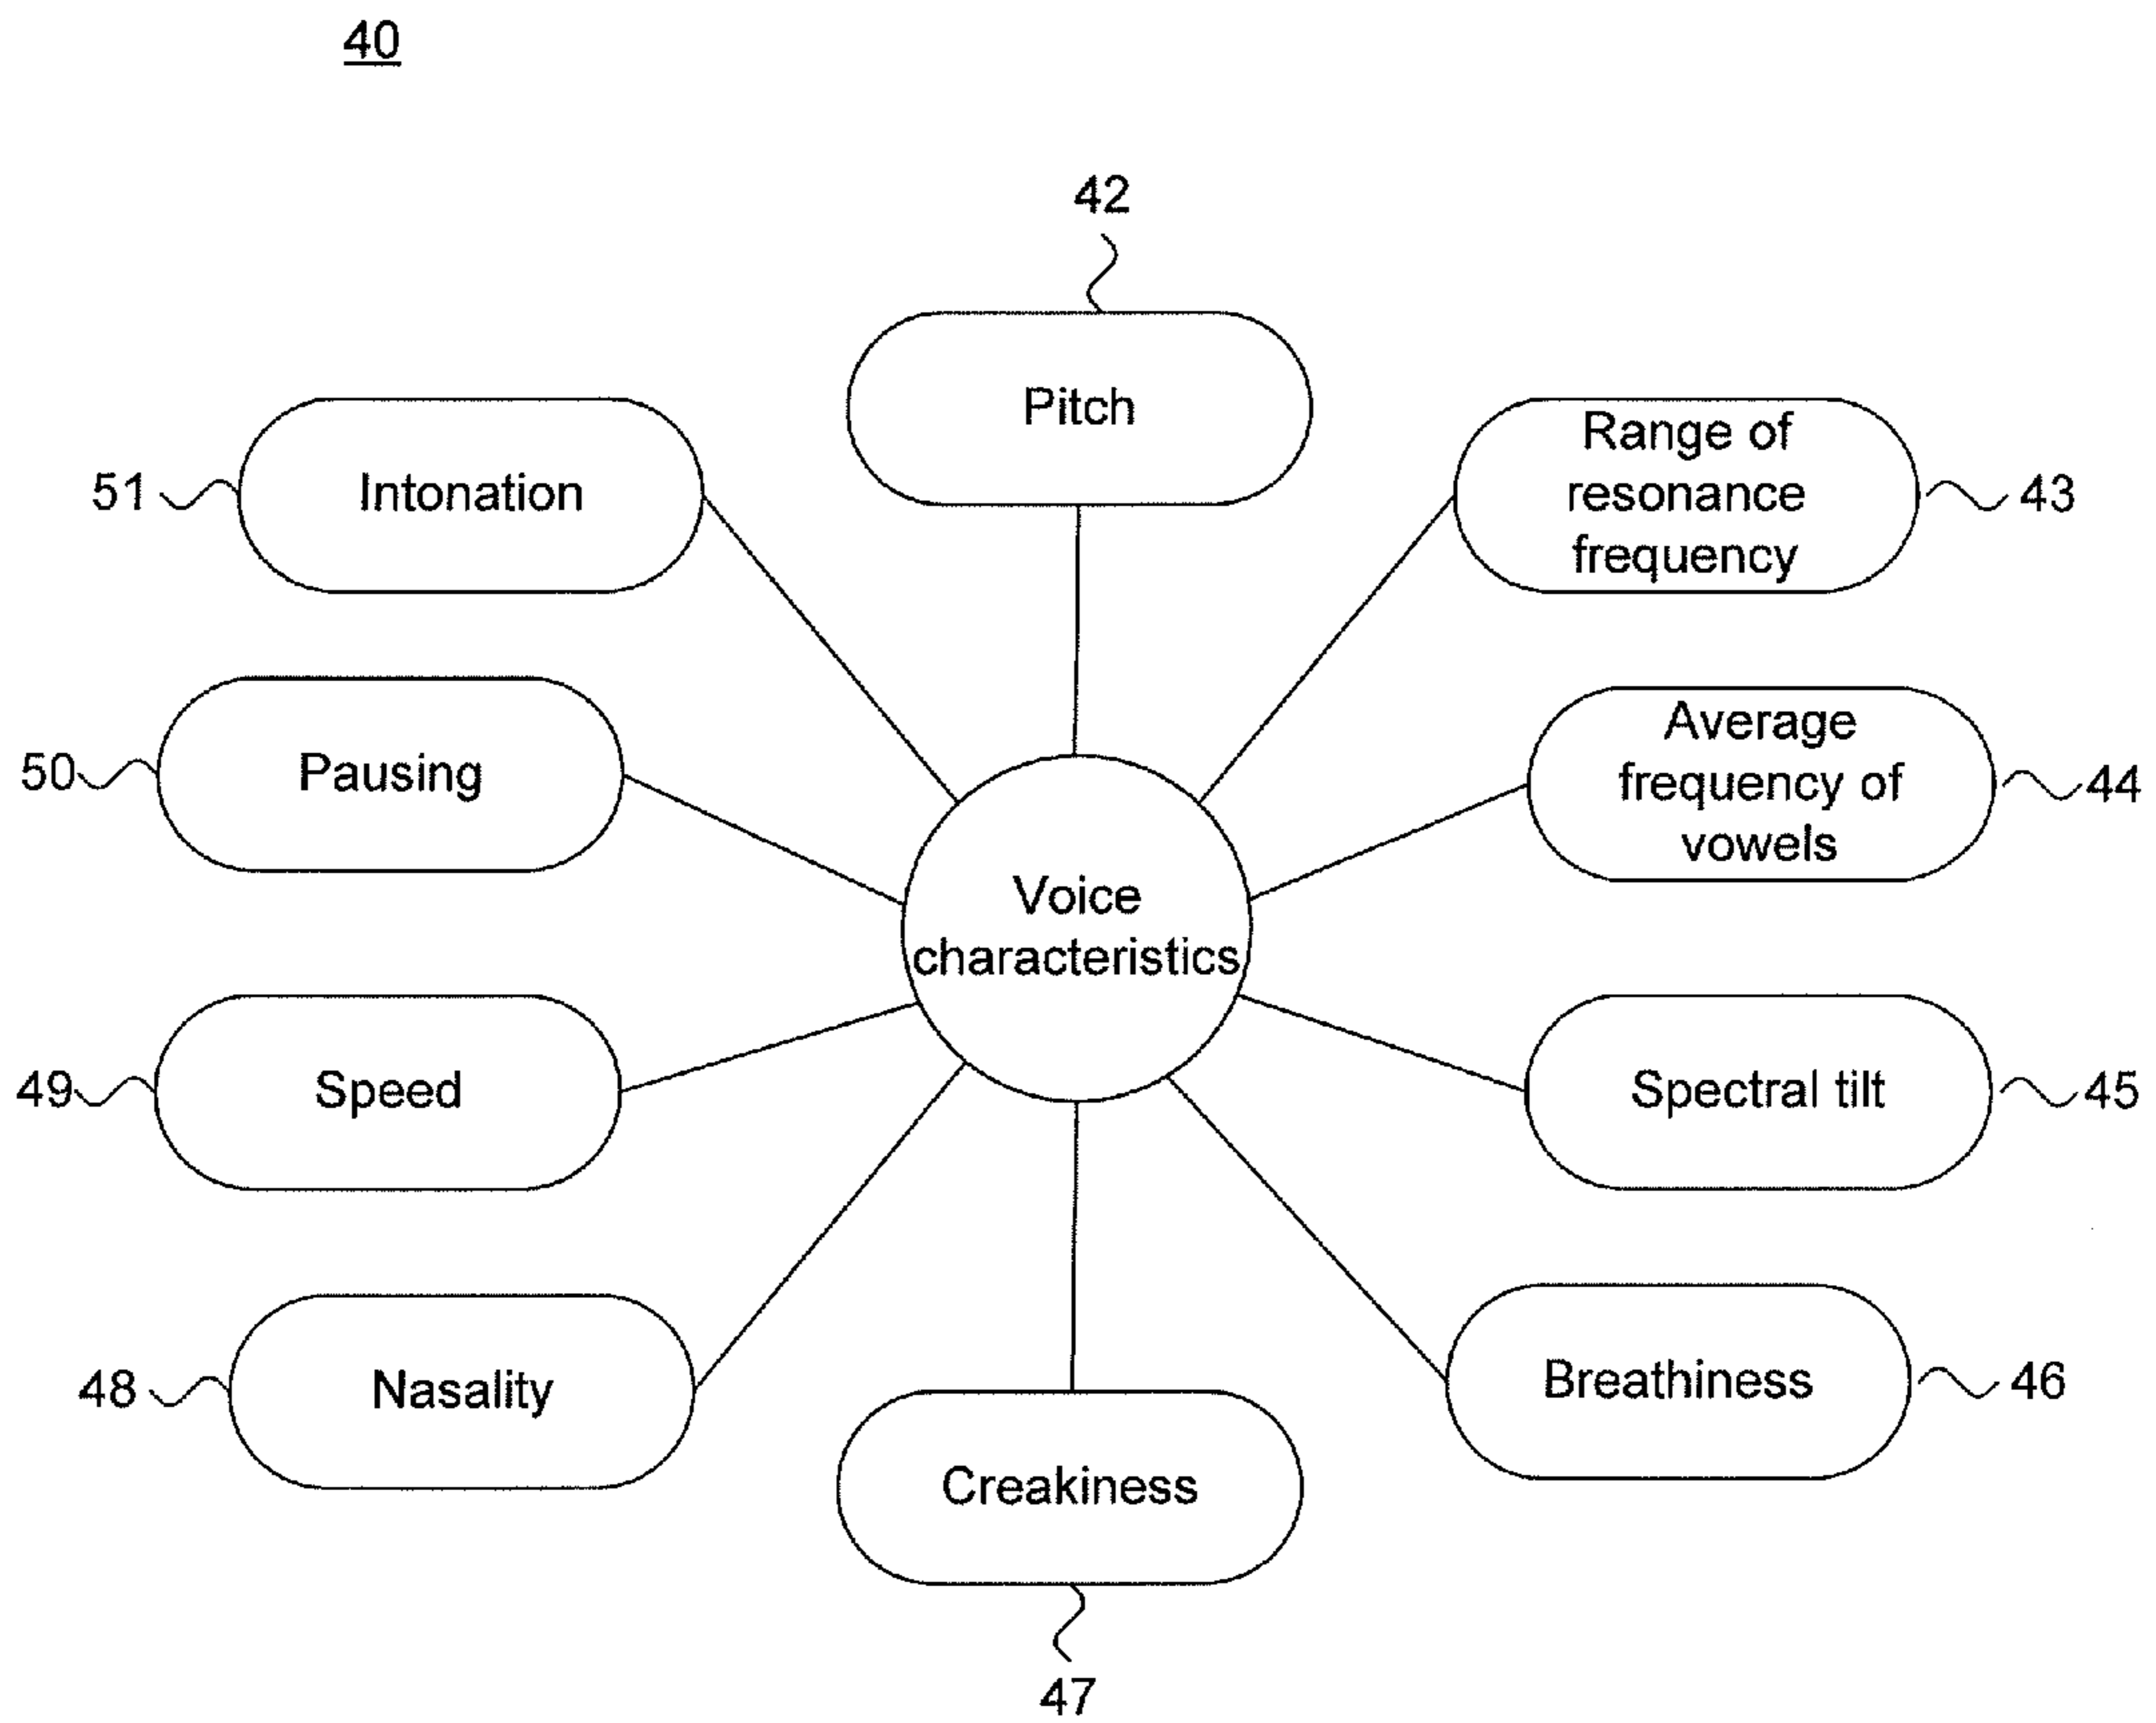 40
42
Pitch
Intonation
51
Range of
resonance
frequency
43
Pausing
50
Average
frequency of
vowels
44
Voice
characteristics
Speed
49
Spectral tilt
45
Nasality
48
Breathiness
46
Creakiness
47